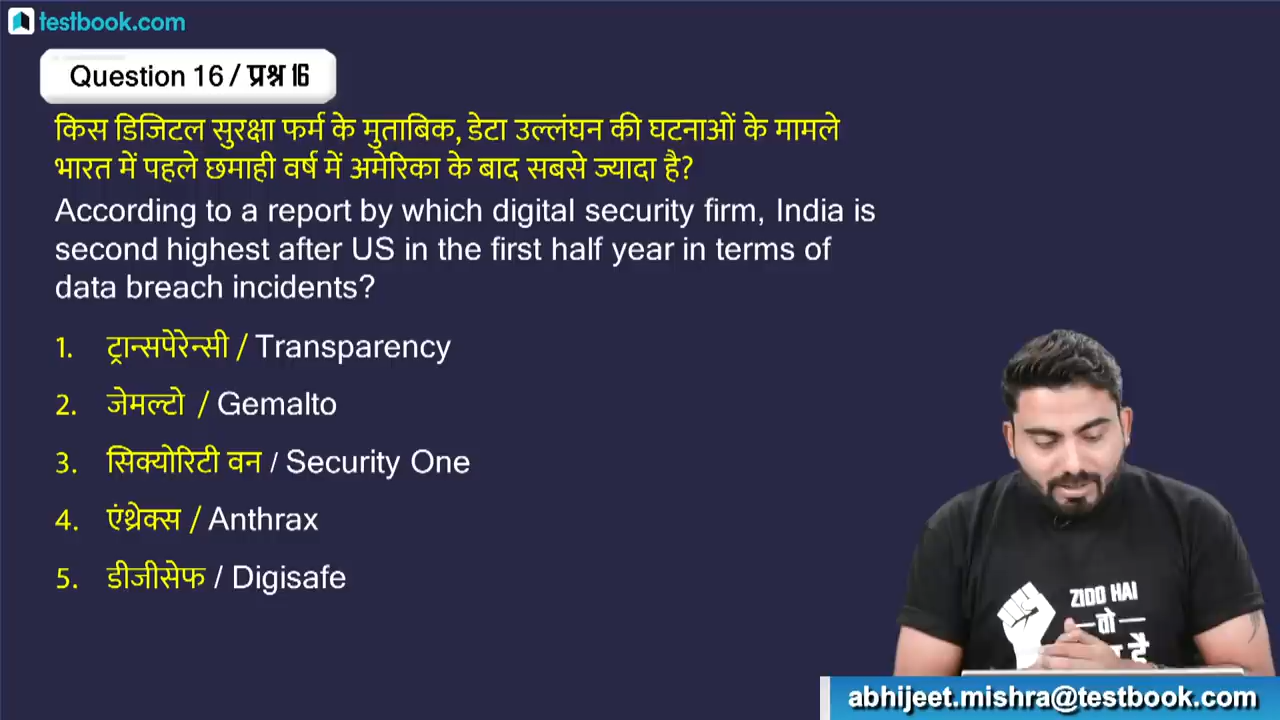 testbook.com
Question 16 / प्रश्न 16
किस डिजिटल सुरक्षा फर्म के मुताबिक, डेटा उल्लंघन की घटनाओं के मामले
भारत में पहले छमाही वर्ष में अमेरिका के बाद सबसे ज्यादा है?
According to a report by which digital security firm, India is
second highest after US in the first half year in terms of
data breach incidents?
1. ट्रान्सपेरेन्सी / Transparency
2. जेमल्टो / Gemalto
3. सिक्योरिटी वन / Security One
4. एंथ्रेक्स / Anthrax
5. डीजीसेफ / Digisafe
ZIDD HAI
वो
है
abhijeet.mishra@testbook.com